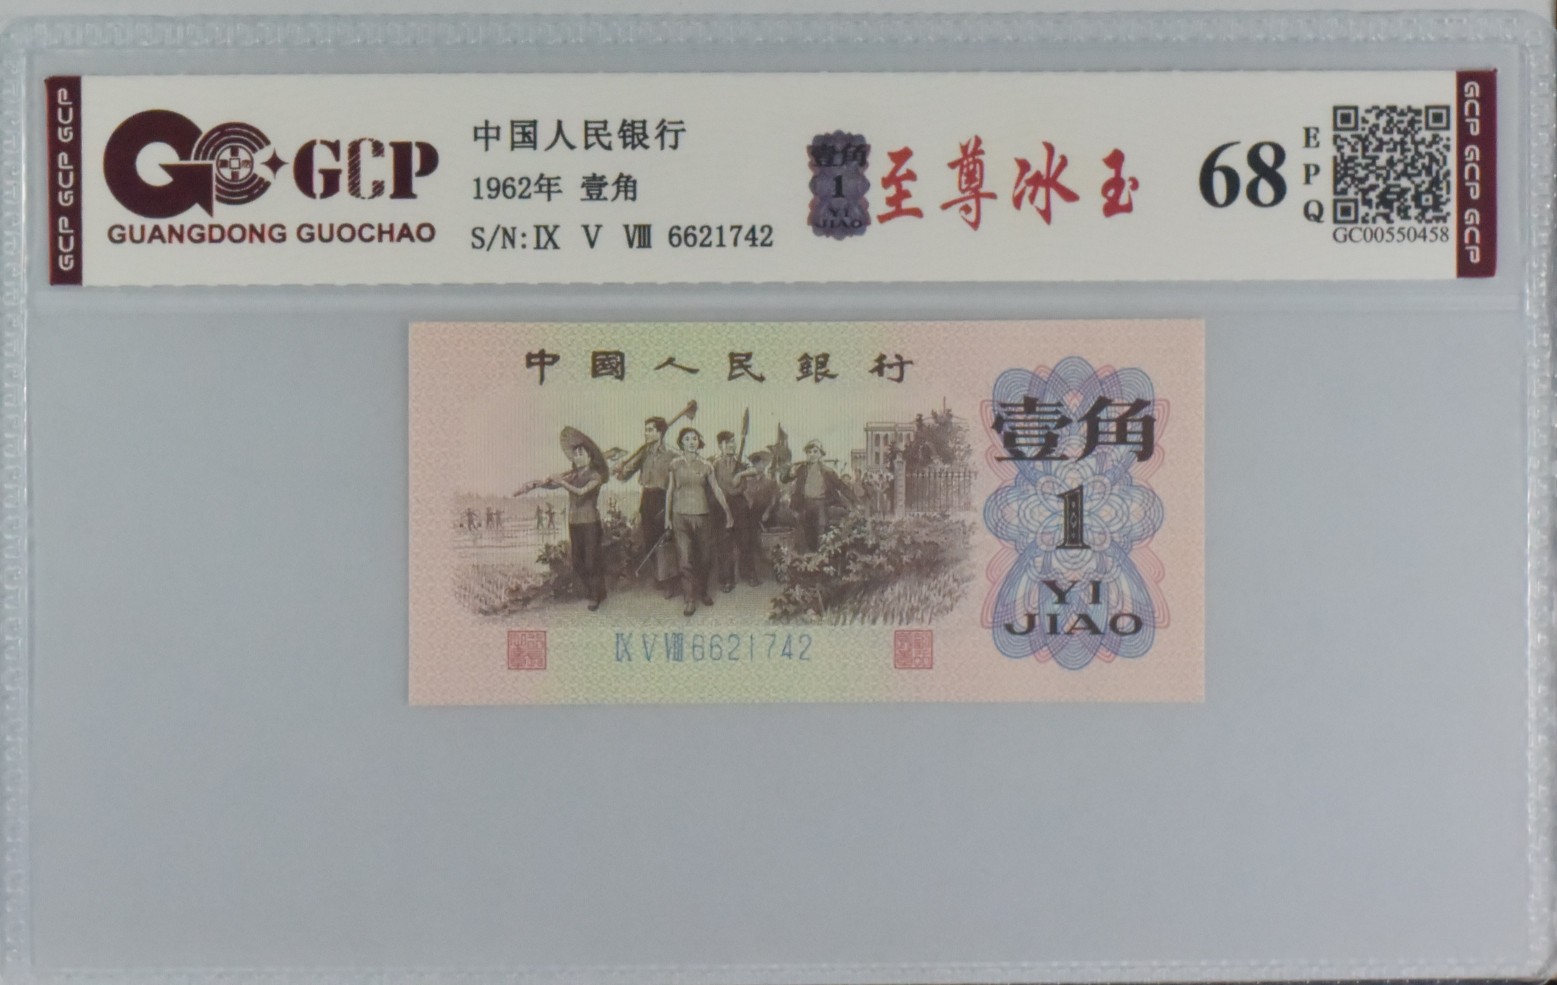 GCP GCP GCP
GCP
GUANGDONG GUOCHAO
中国人民银行
1962年 壹角
S/N:Ⅸ Ⅴ Ⅷ 6621742
壹角
1
YI
JIAO
至尊冰玉
68
EPQ
GC00550458
GCP GCP GCP
中國人民銀行
壹角
1
YI
JIAO
Ⅸ Ⅴ Ⅷ 6621742